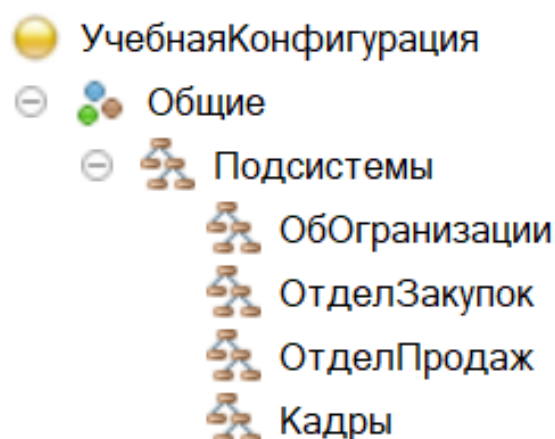 УчебнаяКонфигурация
Общие
Подсистемы
ОбОгранизации
ОтделЗакупок
ОтделПродаж
Кадры